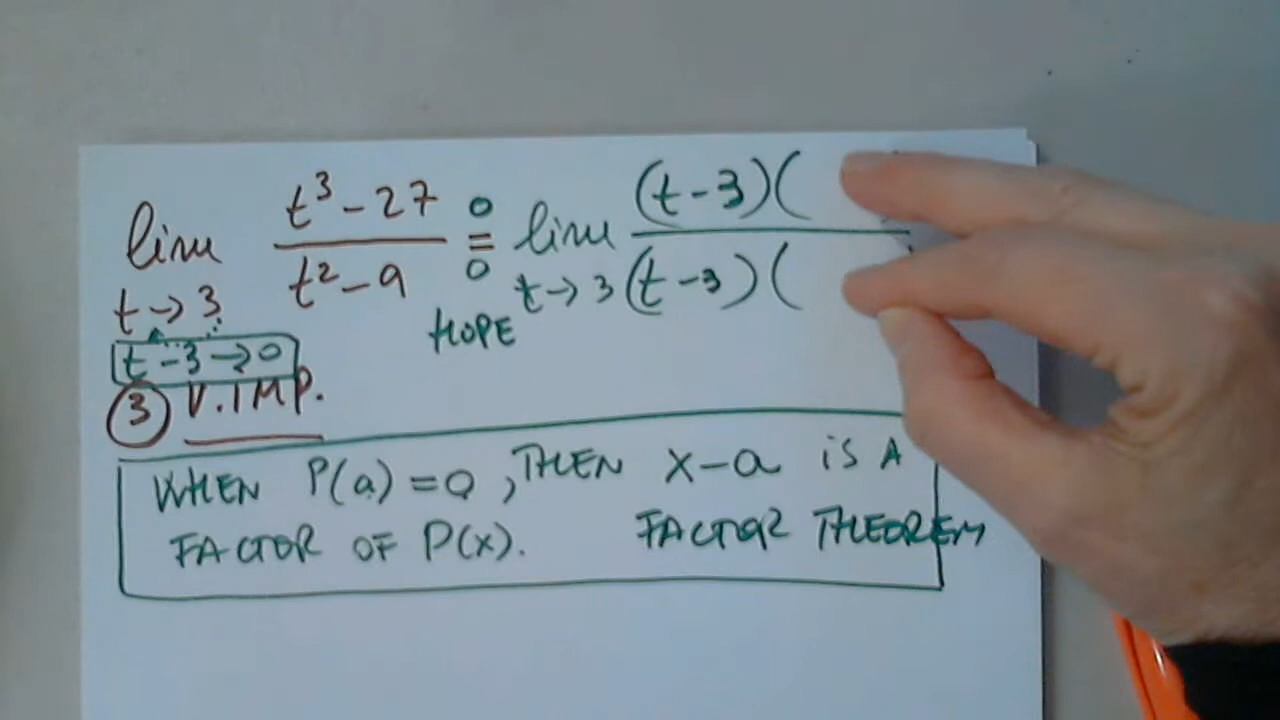 lim t³-27 / t²-9 0 = 0 lim (t-3)( / (t-3)(
t→3 HOPE t→3
t-3→0
③ V.IMP.
WHEN P(a)=0, THEN x-a IS A
FACTOR OF P(x). FACTOR THEOREM